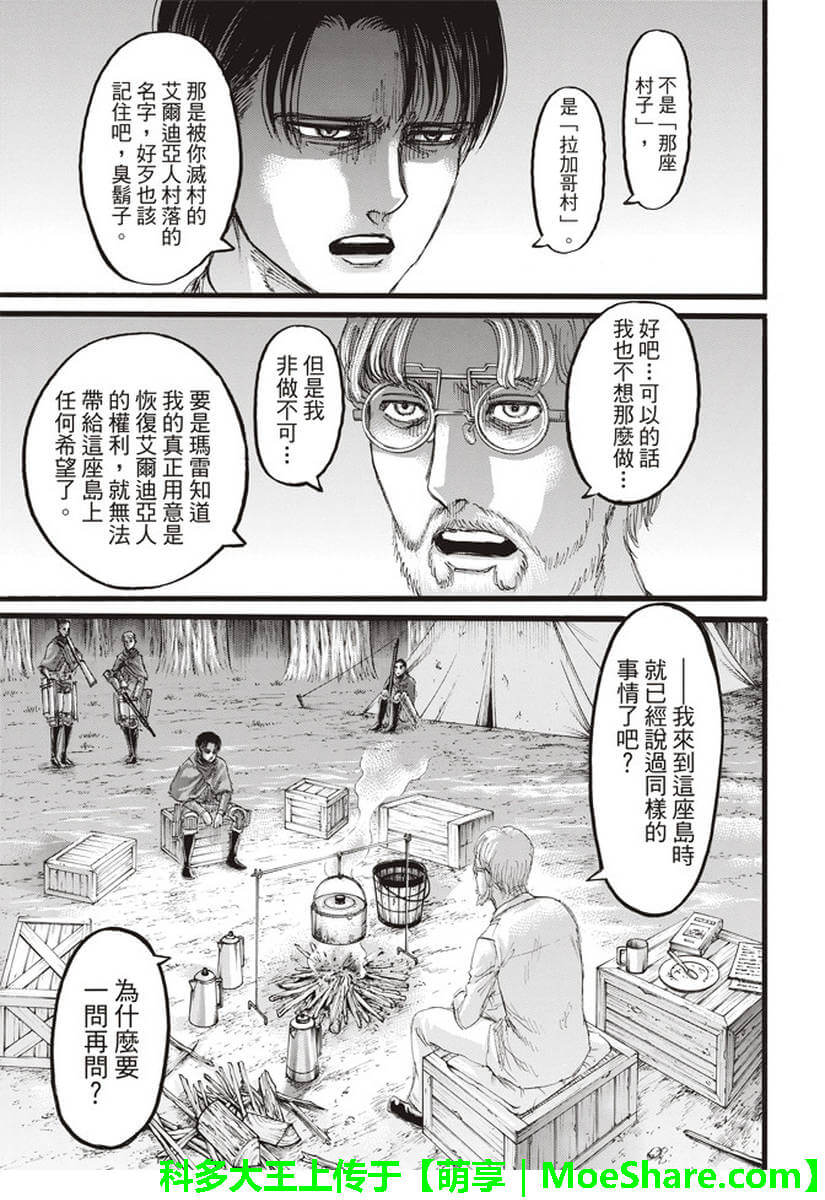 不是「那座
村子」，
是「拉加哥村」。
那是被你滅村的
艾爾迪亞人村落的
名字，好歹也該
記住吧，臭鬍子。
好吧…可以的話
我也不想那麼做…
但是我
非做不可…
要是瑪雷知道
我的真正用意是
恢復艾爾迪亞人
的權利，就無法
帶給這座島上
任何希望了。
——我來到這座島時
就已經說過同樣的
事情了吧？
為什麼要
一問再問？
科多大王上传于【萌享】MoeShare.com】